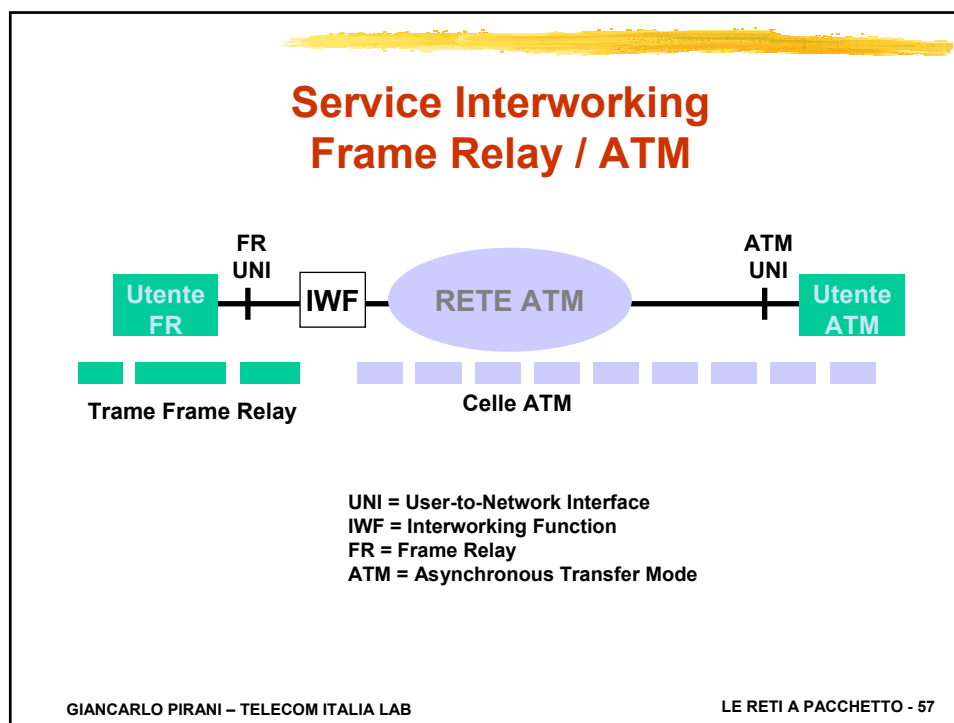 Service Interworking
Frame Relay / ATM
FR
UNI
ATM
UNI
Utente
FR
IWF
RETE ATM
Utente
ATM
Trame Frame Relay
Celle ATM
UNI = User-to-Network Interface
IWF = Interworking Function
FR = Frame Relay
ATM = Asynchronous Transfer Mode
GIANCARLO PIRANI – TELECOM ITALIA LAB
LE RETI A PACCHETTO - 57